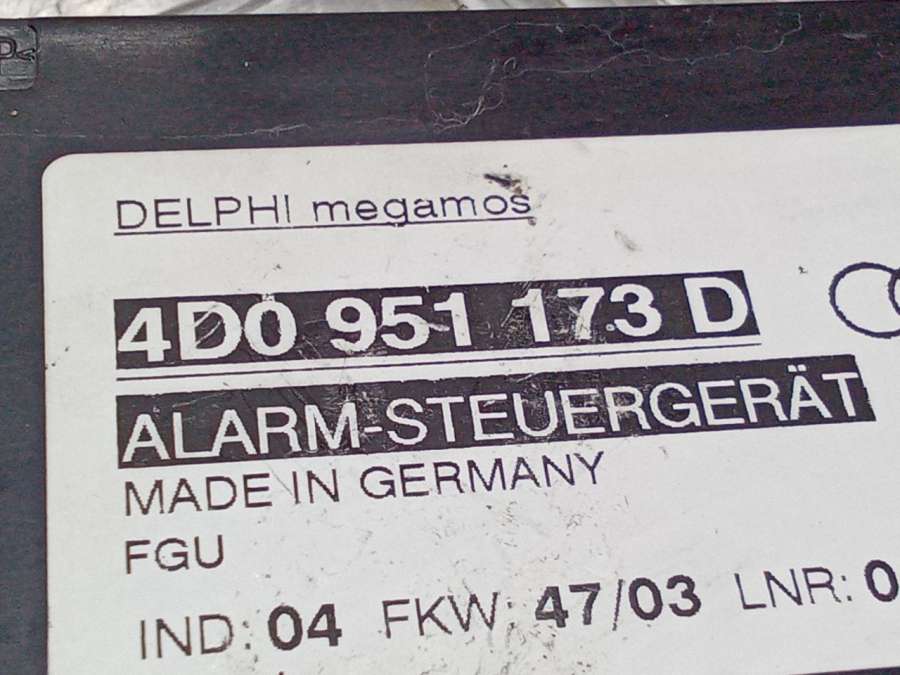 DELPHI megamos
4D0 951 173 D
ALARM-STEUERGERÄT
MADE IN GERMANY
FGU
IND: 04 FKW: 47/03 LNR: 0